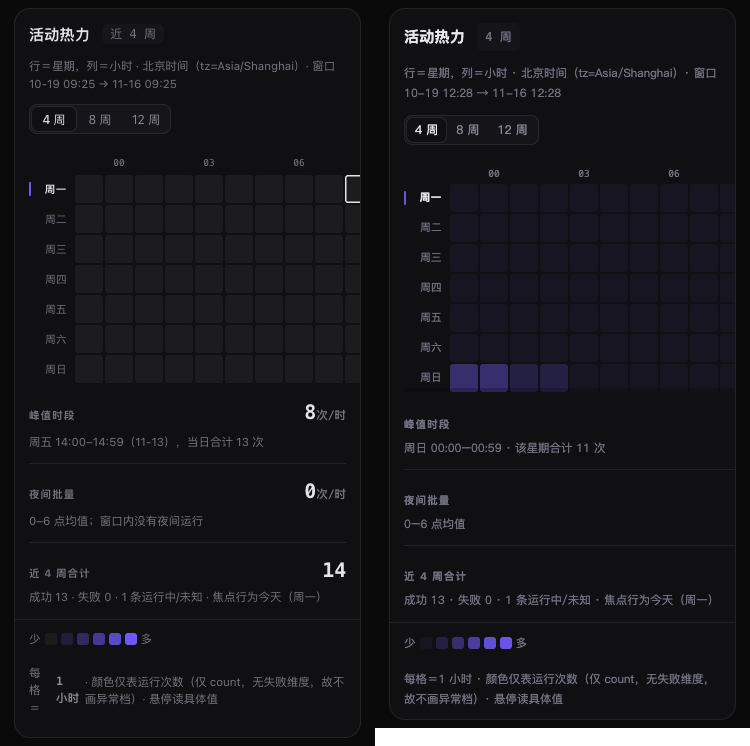 活动热力 近 4 周
行＝星期，列＝小时 · 北京时间（tz=Asia/Shanghai）· 窗口
10-19 09:25 → 11-16 09:25
4 周 8 周 12 周
00 03 06
周一
周二
周三
周四
周五
周六
周日
峰值时段 8次/时
周五 14:00–14:59（11-13），当日合计 13 次
夜间批量 0次/时
0–6 点均值；窗口内没有夜间运行
近 4 周合计 14
成功 13 · 失败 0 · 1 条运行中/未知 · 焦点行为今天（周一）
少 多
每格＝
1 小时
· 颜色仅表运行次数（仅 count，无失败维度，故不
画异常档）· 悬停读具体值
活动热力 4 周
行＝星期，列＝小时 · 北京时间（tz=Asia/Shanghai）· 窗口
10–19 12:28 → 11–16 12:28
4 周 8 周 12 周
00 03 06
周一
周二
周三
周四
周五
周六
周日
峰值时段
周日 00:00—00:59 · 该星期合计 11 次
夜间批量
0—6 点均值
近 4 周合计
成功 13 · 失败 0 · 1 条运行中/未知 · 焦点行为今天（周一）
少 多
每格＝1 小时 · 颜色仅表运行次数（仅 count，无失败维度，
故不画异常档）· 悬停读具体值